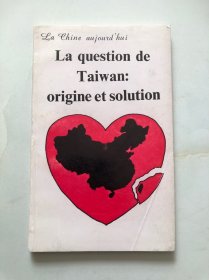 La Chine aujourd'hui
La question de
Taiwan:
origine et solution